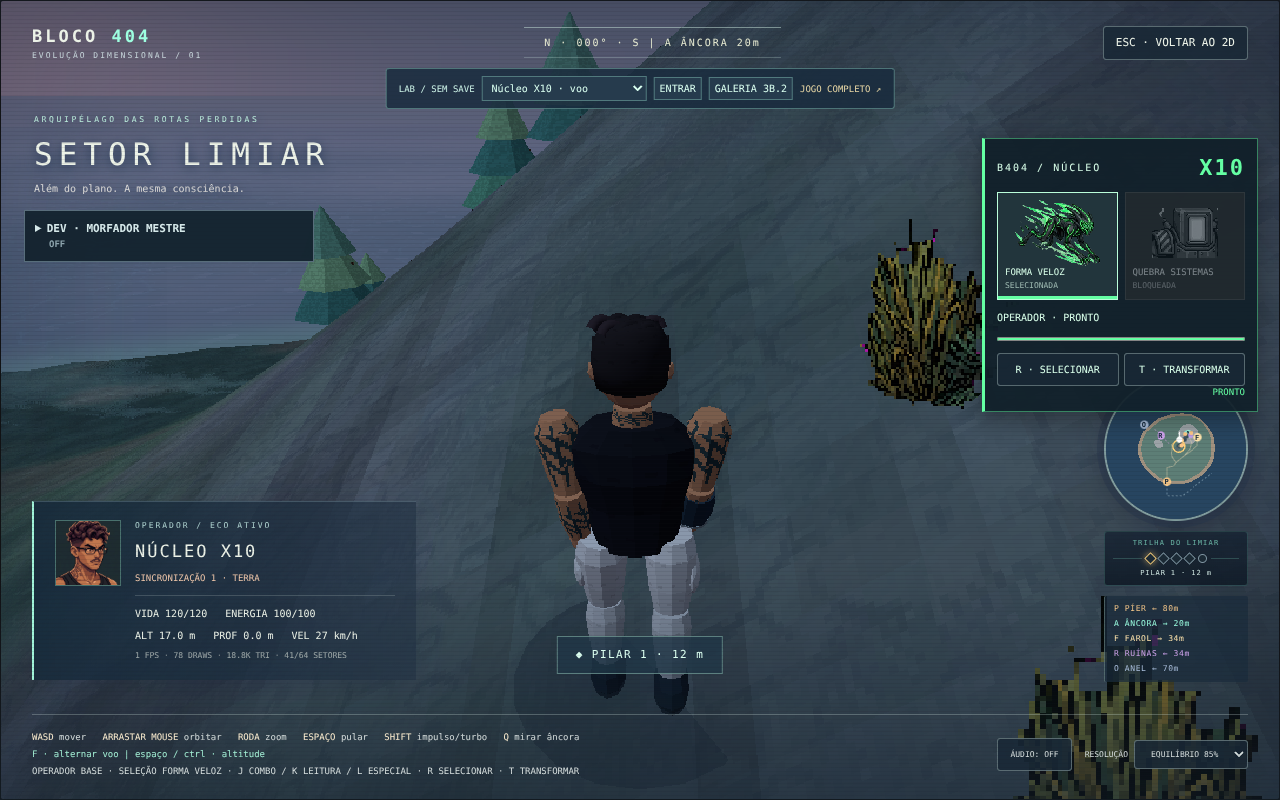 BLOCO 404
EVOLUÇÃO DIMENSIONAL / 01
N · 000° · S | A ÂNCORA 20m
ESC · VOLTAR AO 2D
LAB / SEM SAVE
Núcleo X10 · voo
ENTRAR
GALERIA 3B.2
JOGO COMPLETO ↗
ARQUIPÉLAGO DAS ROTAS PERDIDAS
SETOR LIMIAR
Além do plano. A mesma consciência.
▶ DEV · MORFADOR MESTRE
OFF
B404 / NÚCLEO
X10
FORMA VELOZ
SELECIONADA
QUEBRA SISTEMAS
BLOQUEADA
OPERADOR · PRONTO
R · SELECIONAR
T · TRANSFORMAR
PRONTO
O
R
F
P
TRILHA DO LIMIAR
PILAR 1 · 12 m
P PÍER ← 80m
A ÂNCORA → 20m
F FAROL → 34m
R RUÍNAS ← 34m
O ANEL ← 70m
OPERADOR / ECO ATIVO
NÚCLEO X10
SINCRONIZAÇÃO 1 · TERRA
VIDA 120/120 ENERGIA 100/100
ALT 17.0 m PROF 0.0 m VEL 27 km/h
1 FPS · 78 DRAWS · 18.8K TRI · 41/64 SETORES
◆ PILAR 1 · 12 m
WASD mover ARRASTAR MOUSE orbitar RODA zoom ESPAÇO pular SHIFT impulso/turbo Q mirar âncora
F · alternar voo | espaço / ctrl · altitude
OPERADOR BASE · SELEÇÃO FORMA VELOZ · J COMBO / K LEITURA / L ESPECIAL · R SELECIONAR · T TRANSFORMAR
ÁUDIO: OFF
RESOLUÇÃO
EQUILÍBRIO 85%